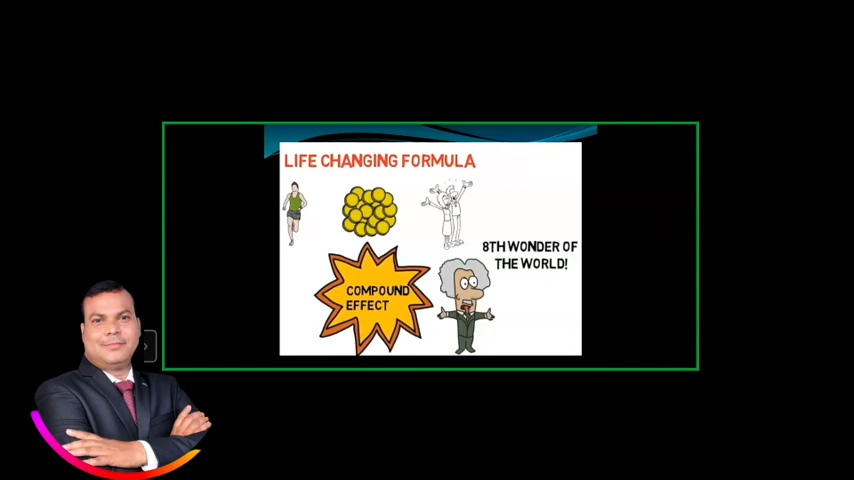 LIFE CHANGING FORMULA
8TH WONDER OF
THE WORLD!
COMPOUND
EFFECT